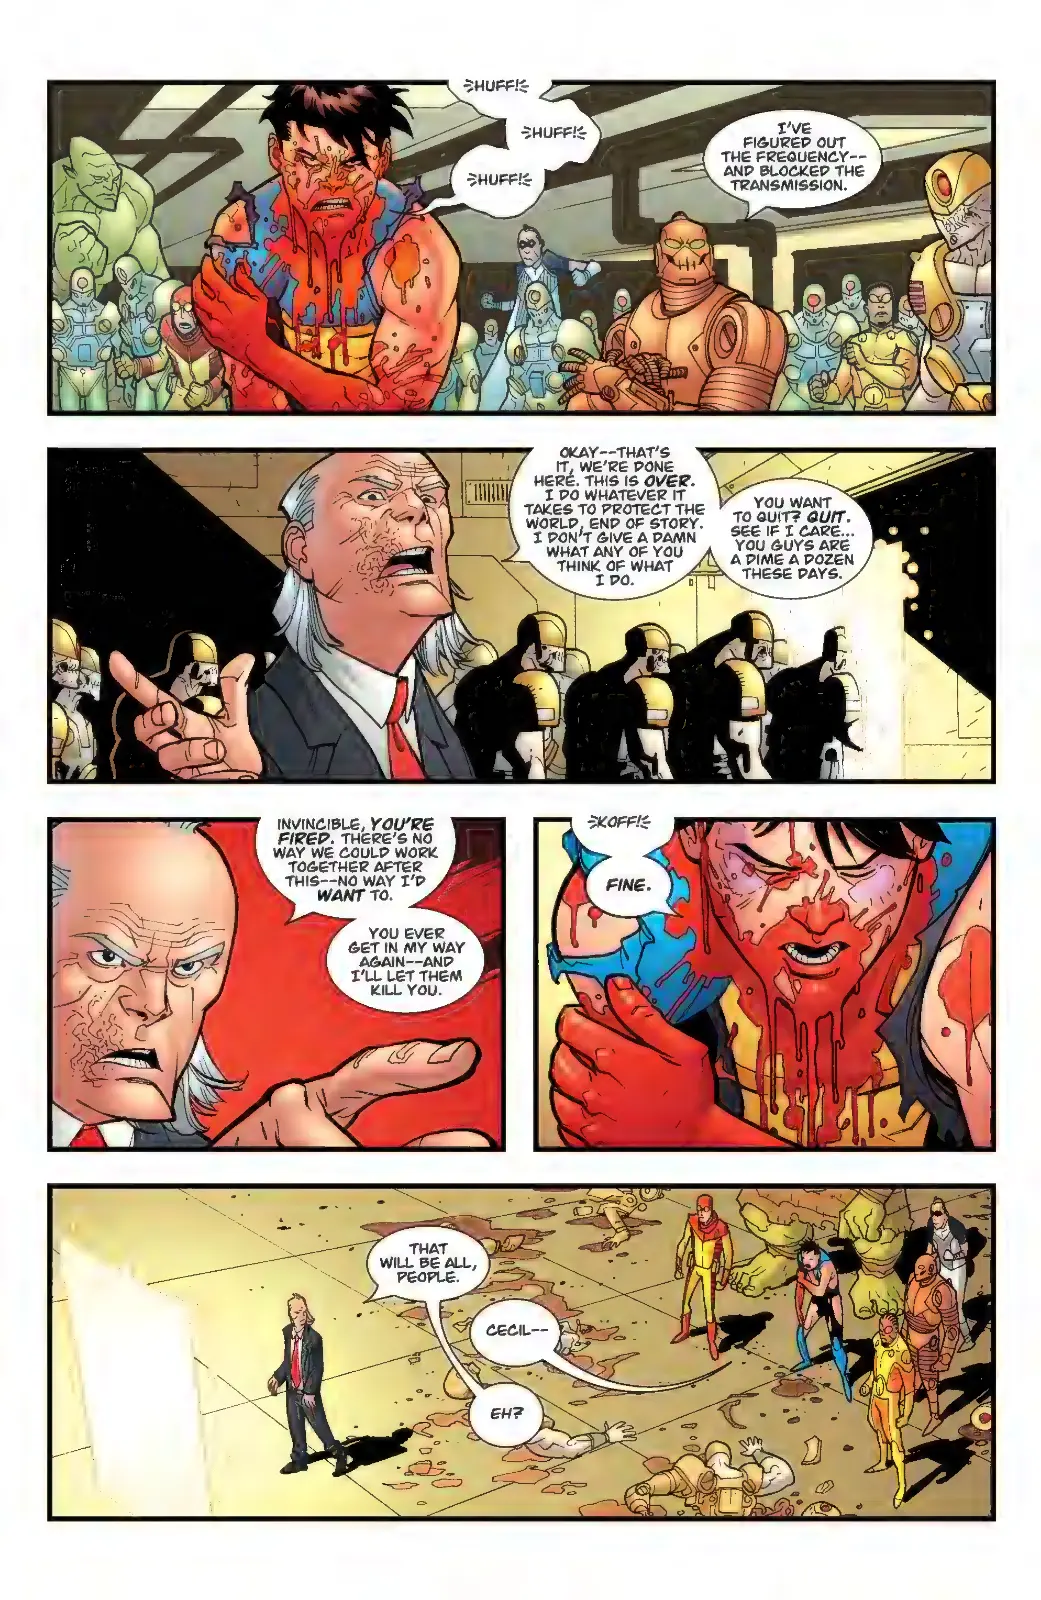 HUFF!
HUFF!
HUFF!
I'VE
FIGURED OUT
THE FREQUENCY--
AND BLOCKED THE
TRANSMISSION.
OKAY--THAT'S
IT, WE'RE DONE
HERE. THIS IS OVER.
I DO WHATEVER IT
TAKES TO PROTECT THE
WORLD, END OF STORY.
I DON'T GIVE A DAMN
WHAT ANY OF YOU
THINK OF WHAT
I DO.
YOU WANT
TO QUIT? QUIT.
SEE IF I CARE...
YOU GUYS ARE
A DIME A DOZEN
THESE DAYS.
INVINCIBLE, YOU'RE
FIRED. THERE'S NO
WAY WE COULD WORK
TOGETHER AFTER
THIS--NO WAY I'D
WANT TO.
YOU EVER
GET IN MY WAY
AGAIN--AND
I'LL LET THEM
KILL YOU.
KOFF!
FINE.
THAT
WILL BE ALL,
PEOPLE.
CECIL--
EH?